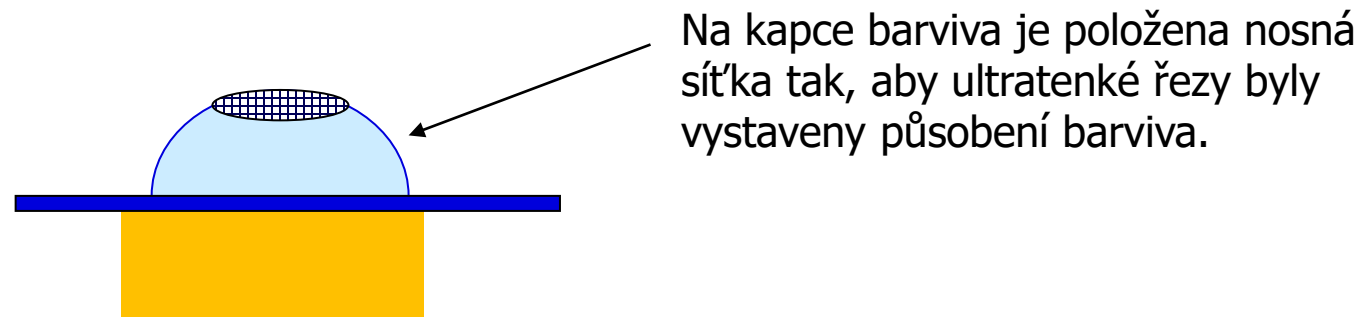 Na kapce barviva je položena nosná
síťka tak, aby ultratenké řezy byly
vystaveny působení barviva.